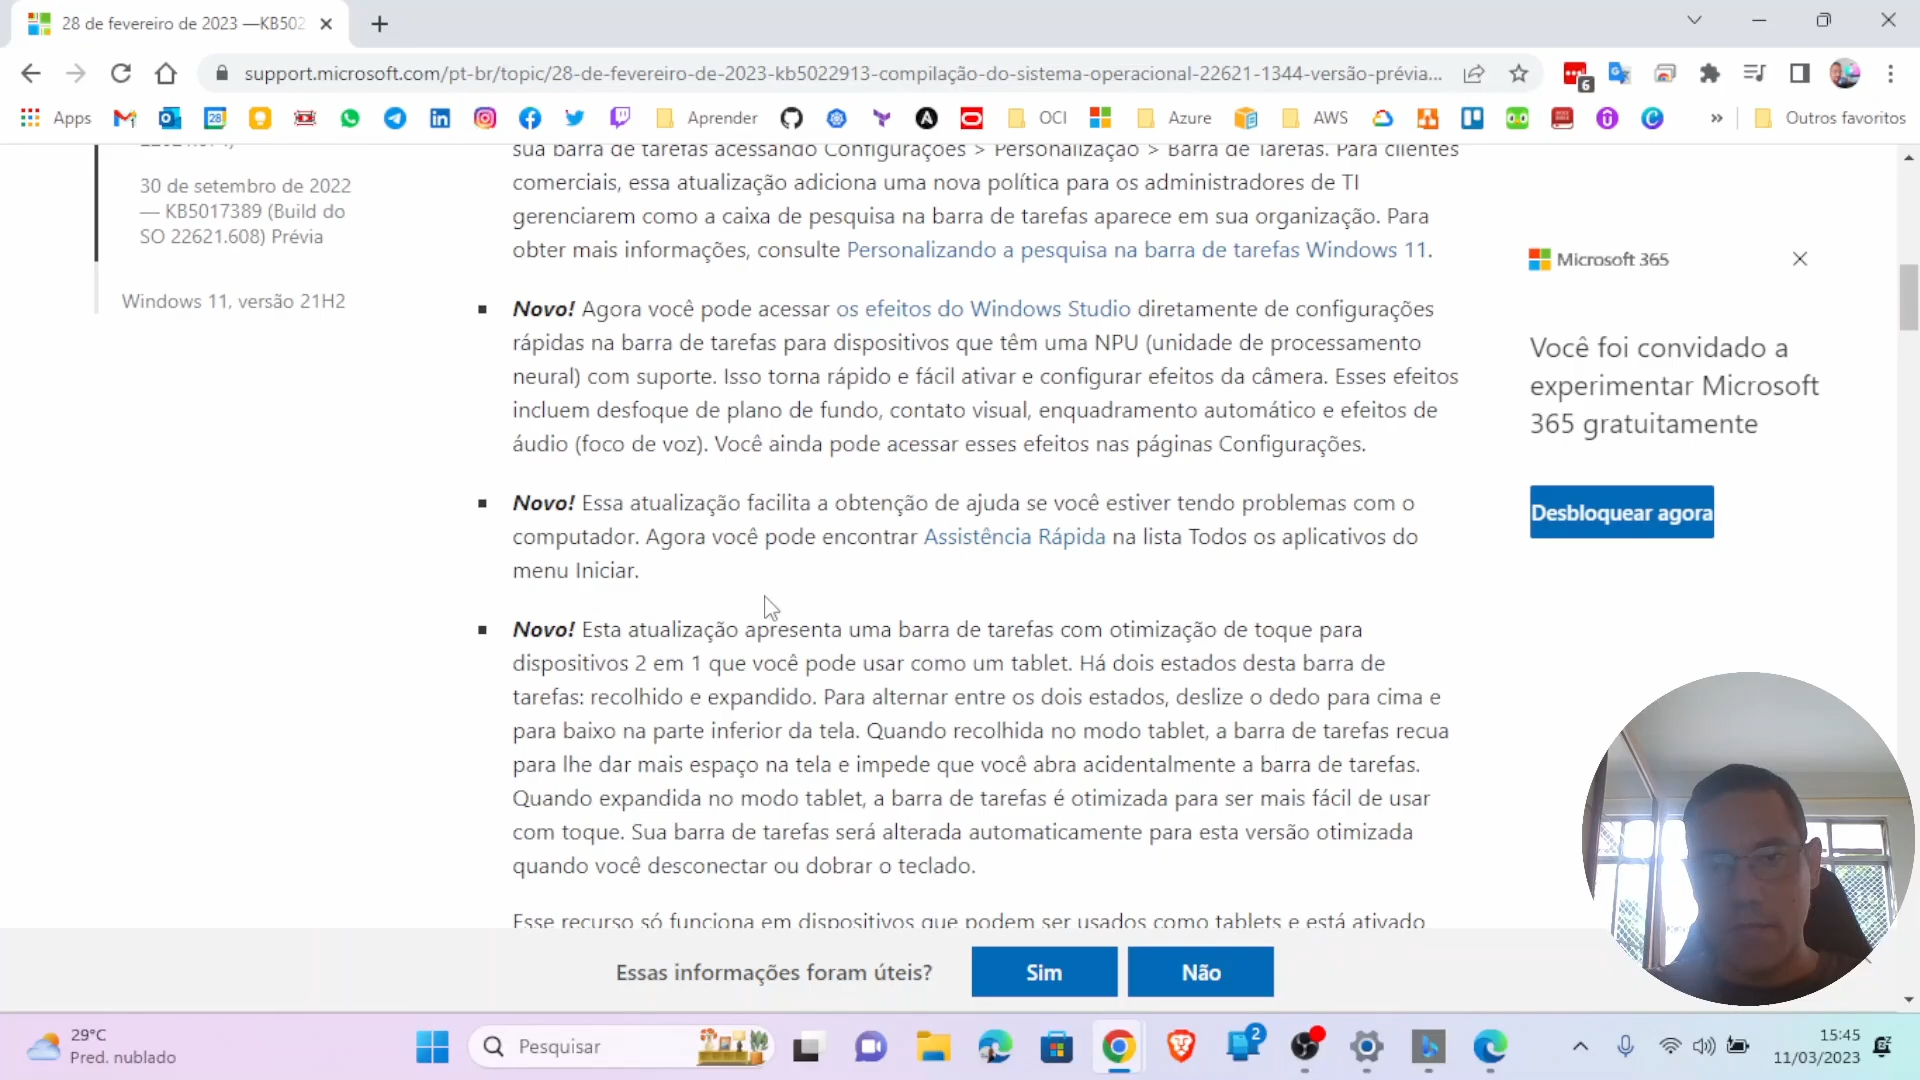 28 de fevereiro de 2023 —KB502
support.microsoft.com/pt-br/topic/28-de-fevereiro-de-2023-kb5022913-compilação-do-sistema-operacional-22621-1344-versão-prévia...
6
Apps
28
Aprender
OCI
Azure
AWS
»
Outros favoritos
30 de setembro de 2022
— KB5017389 (Build do
SO 22621.608) Prévia
Windows 11, versão 21H2
sua barra de tarefas acessando Configurações > Personalização > Barra de Tarefas. Para clientes
comerciais, essa atualização adiciona uma nova política para os administradores de TI
gerenciarem como a caixa de pesquisa na barra de tarefas aparece em sua organização. Para
obter mais informações, consulte Personalizando a pesquisa na barra de tarefas Windows 11.
Novo! Agora você pode acessar os efeitos do Windows Studio diretamente de configurações
rápidas na barra de tarefas para dispositivos que têm uma NPU (unidade de processamento
neural) com suporte. Isso torna rápido e fácil ativar e configurar efeitos da câmera. Esses efeitos
incluem desfoque de plano de fundo, contato visual, enquadramento automático e efeitos de
áudio (foco de voz). Você ainda pode acessar esses efeitos nas páginas Configurações.
Novo! Essa atualização facilita a obtenção de ajuda se você estiver tendo problemas com o
computador. Agora você pode encontrar Assistência Rápida na lista Todos os aplicativos do
menu Iniciar.
Novo! Esta atualização apresenta uma barra de tarefas com otimização de toque para
dispositivos 2 em 1 que você pode usar como um tablet. Há dois estados desta barra de
tarefas: recolhido e expandido. Para alternar entre os dois estados, deslize o dedo para cima e
para baixo na parte inferior da tela. Quando recolhida no modo tablet, a barra de tarefas recua
para lhe dar mais espaço na tela e impede que você abra acidentalmente a barra de tarefas.
Quando expandida no modo tablet, a barra de tarefas é otimizada para ser mais fácil de usar
com toque. Sua barra de tarefas será alterada automaticamente para esta versão otimizada
quando você desconectar ou dobrar o teclado.
Esse recurso só funciona em dispositivos que podem ser usados como tablets e está ativado
Microsoft 365
Você foi convidado a
experimentar Microsoft
365 gratuitamente
Desbloquear agora
Essas informações foram úteis?
Sim
Não
29°C
Pred. nublado
Pesquisar
2
15:45
11/03/2023